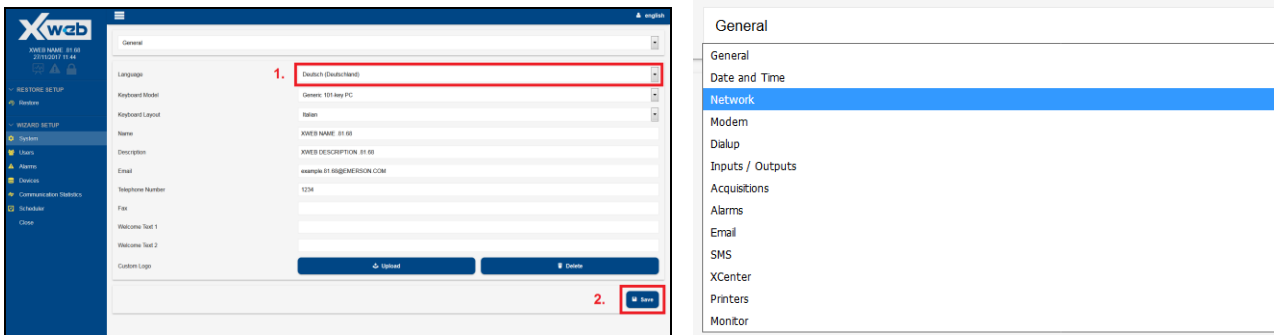 Xweb
XWEB NAME .81.68
27/11/2017 11:44
RESTORE SETUP
Restore
WIZARD SETUP
System
Users
Alarms
Devices
Communication Statistics
Scheduler
Close
english
General
Language
1.
Deutsch (Deutschland)
Keyboard Model
Generic 101-key PC
Keyboard Layout
Italian
Name
XWEB NAME .81.68
Description
XWEB DESCRIPTION .81.68
Email
example.81.68@EMERSON.COM
Telephone Number
1234
Fax
Welcome Text 1
Welcome Text 2
Custom Logo
Upload
Delete
2.
Save
General
General
Date and Time
Network
Modem
Dialup
Inputs / Outputs
Acquisitions
Alarms
Email
SMS
XCenter
Printers
Monitor